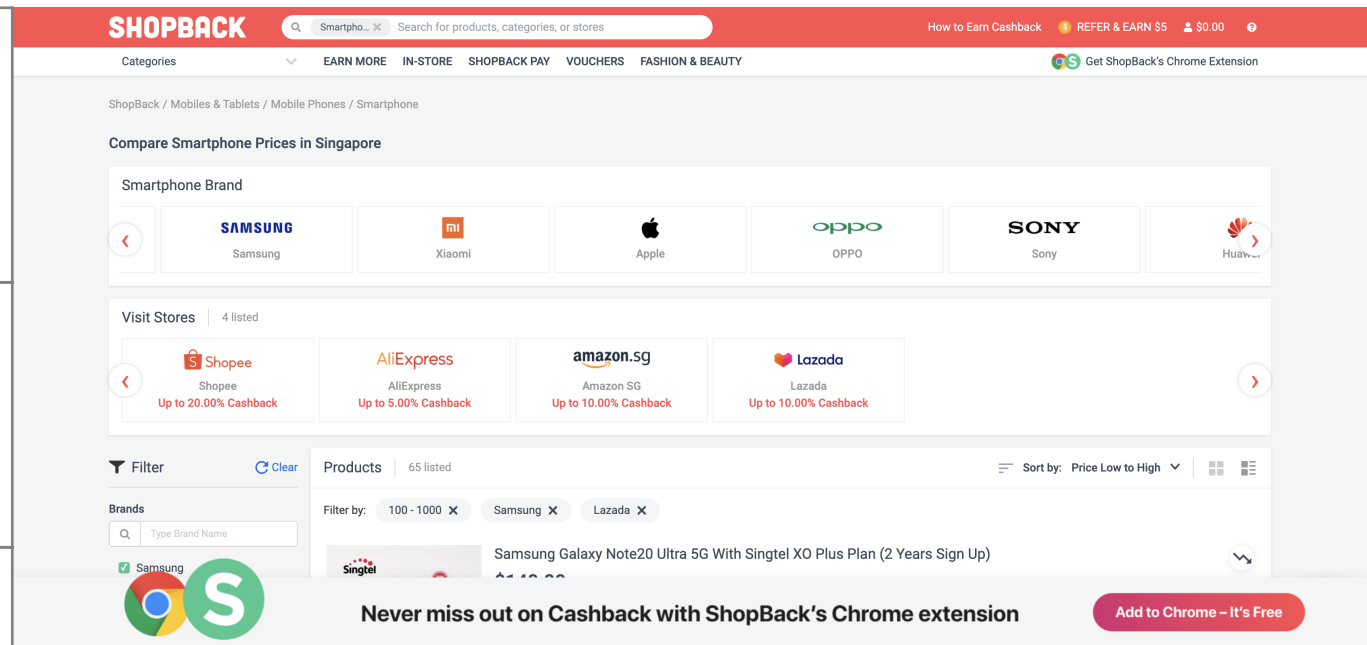 SHOPBACK Smartpho... Search for products, categories, or stores How to Earn Cashback REFER & EARN $5 $0.00
Categories EARN MORE IN-STORE SHOPBACK PAY VOUCHERS FASHION & BEAUTY Get ShopBack's Chrome Extension
ShopBack / Mobiles & Tablets / Mobile Phones / Smartphone
Compare Smartphone Prices in Singapore
Smartphone Brand
SAMSUNG mi oppo SONY
Samsung Xiaomi Apple OPPO Sony
Visit Stores 4 listed
Shopee AliExpress amazon.sg Lazada
Shopee AliExpress Amazon SG Lazada
Up to 20.00% Cashback Up to 5.00% Cashback Up to 10.00% Cashback Up to 10.00% Cashback
Filter Clear Products 65 listed Sort by: Price Low to High
Brands Filter by: 100 - 1000 Samsung Lazada
Type Brand Name
Samsung Galaxy Note20 Ultra 5G With Singtel XO Plus Plan (2 Years Sign Up)
Samsung Singtel
S Never miss out on Cashback with ShopBack's Chrome extension Add to Chrome – It's Free